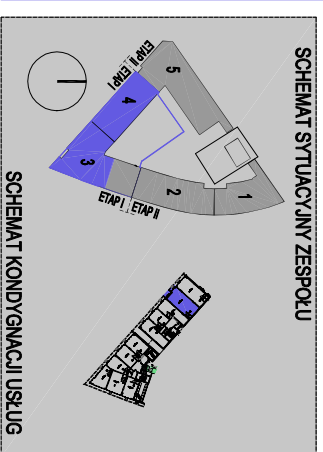 SCHEMAT SYTUACYJNY ZESPOŁU
ETAP II
ETAP I
5
4
3
2
1
ETAP I
ETAP II
SCHEMAT KONDYGNACJI USŁUG